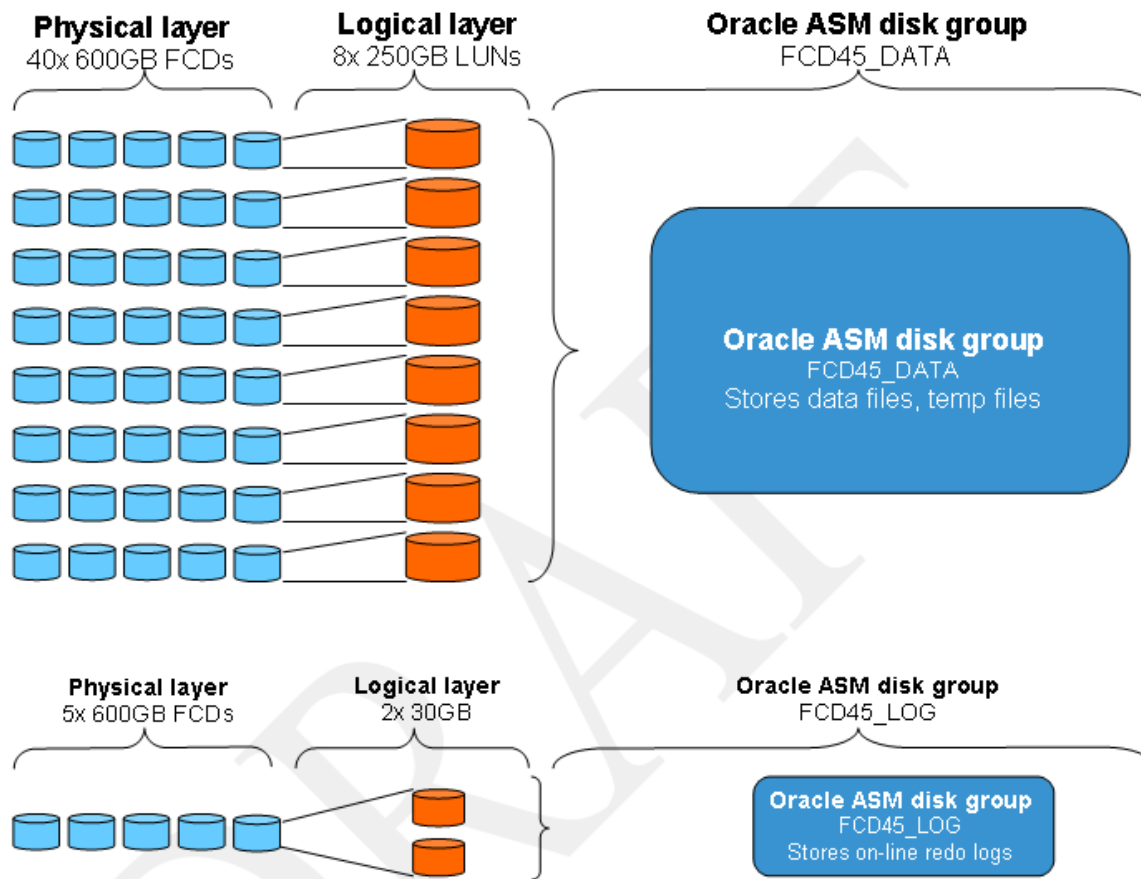 Physical layer
40x 600GB FCDs
Logical layer
8x 250GB LUNs
Oracle ASM disk group
FCD45_DATA
Oracle ASM disk group
FCD45_DATA
Stores data files, temp files
Physical layer
5x 600GB FCDs
Logical layer
2x 30GB
Oracle ASM disk group
FCD45_LOG
Oracle ASM disk group
FCD45_LOG
Stores on-line redo logs
DRAFT